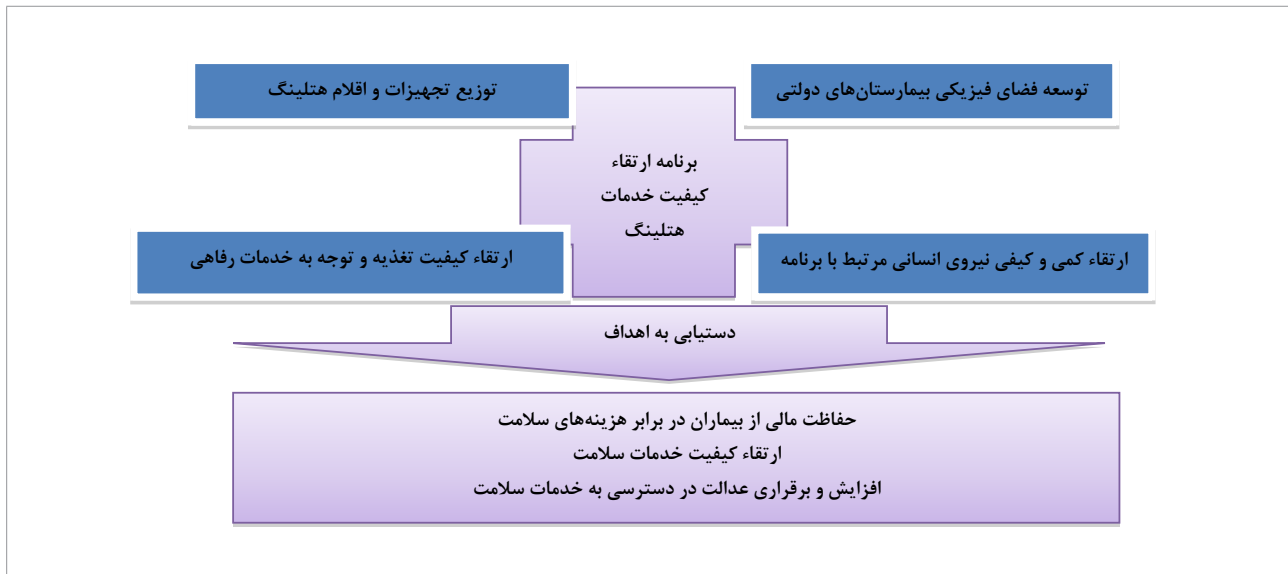 توسعه فضای فیزیکی بیمارستان‌های دولتی
توزیع تجهیزات و اقلام هتلینگ
برنامه ارتقاء
کیفیت خدمات
هتلینگ
ارتقاء کمی و کیفی نیروی انسانی مرتبط با برنامه
ارتقاء کیفیت تغذیه و توجه به خدمات رفاهی
دستیابی به اهداف
حفاظت مالی از بیماران در برابر هزینه‌های سلامت
ارتقاء کیفیت خدمات سلامت
افزایش و برقراری عدالت در دسترسی به خدمات سلامت